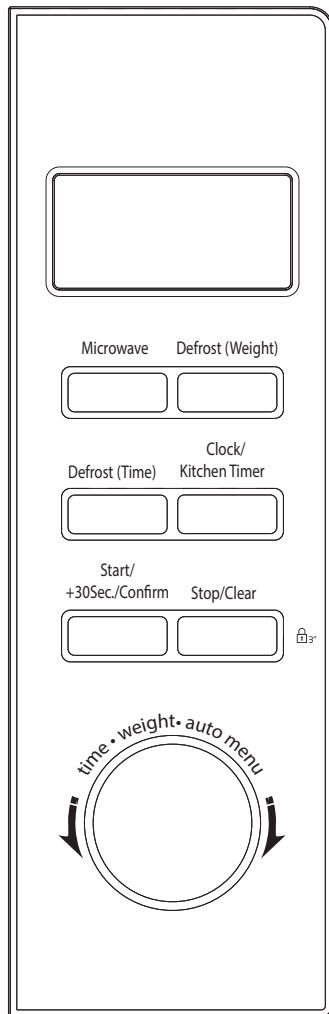 Microwave Defrost (Weight)
Defrost (Time)
Clock/
Kitchen Timer
Start/
+30Sec./Confirm
Stop/Clear
3"
time • weight • auto menu